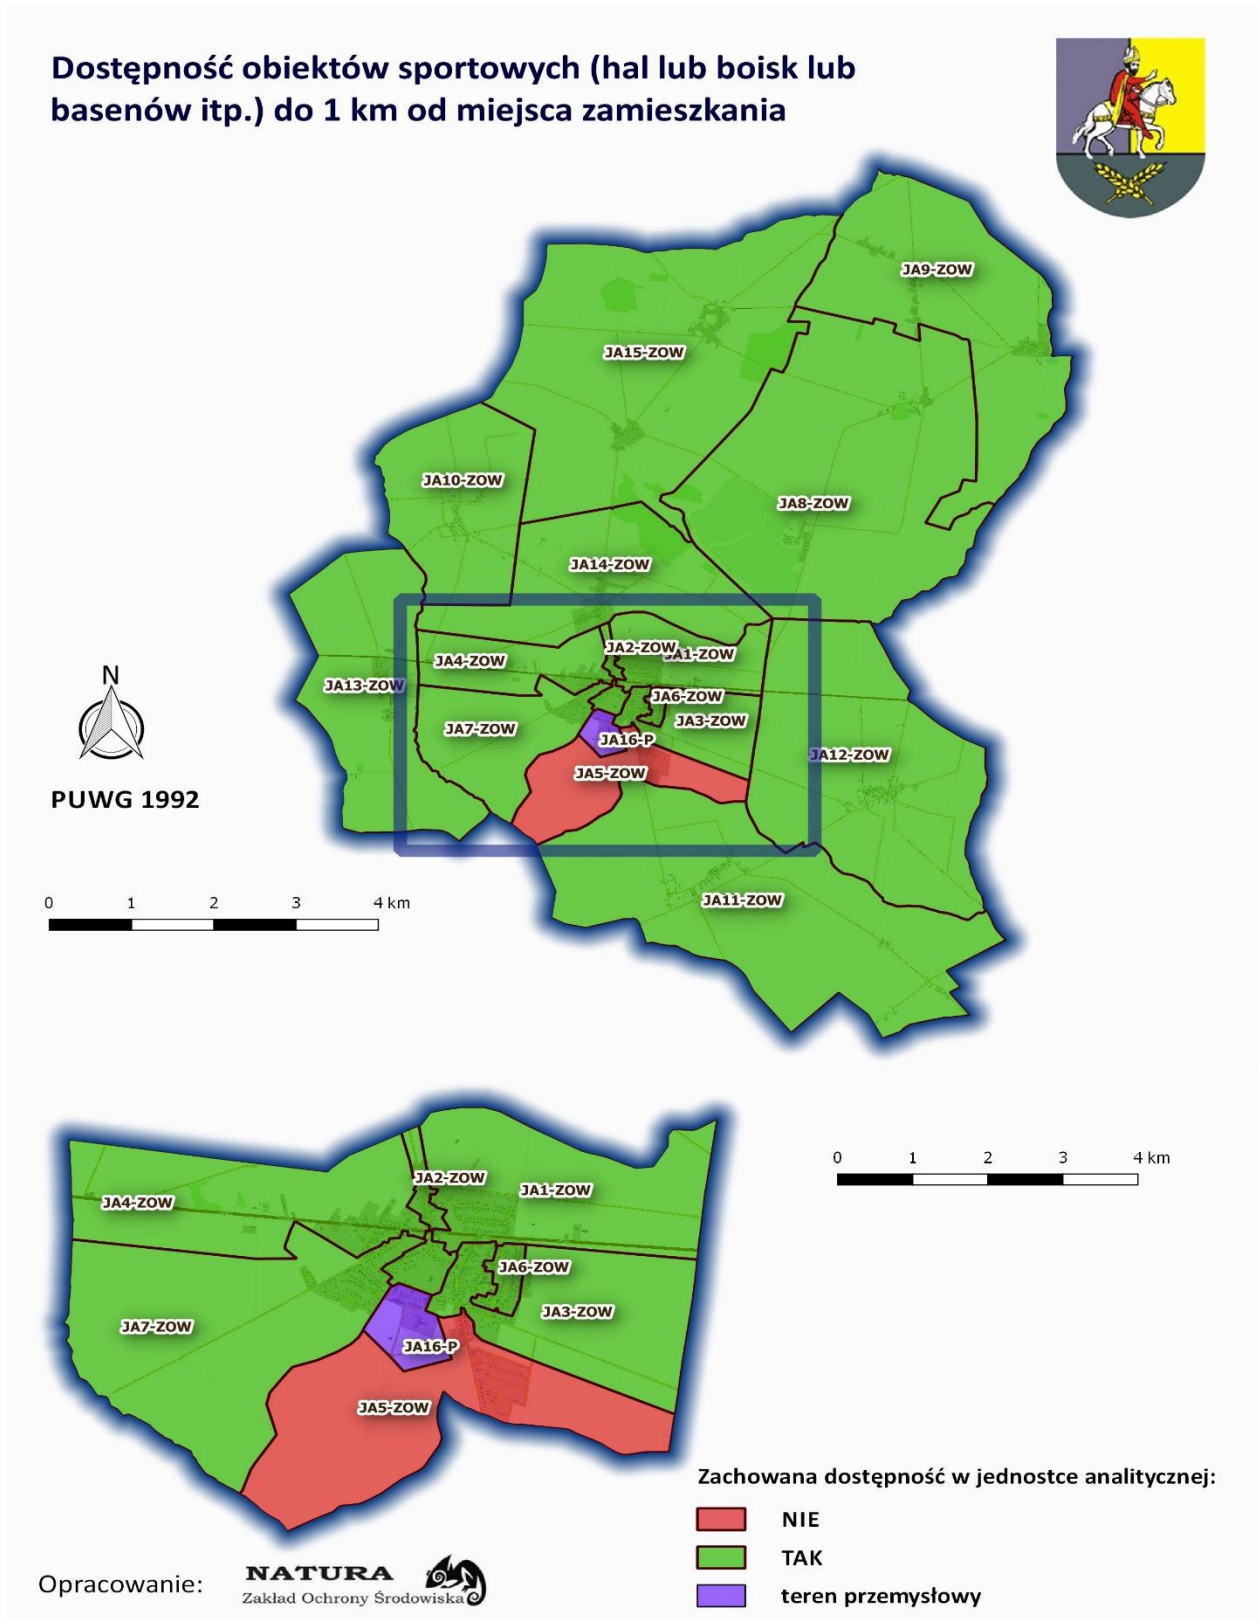 Dostępność obiektów sportowych (hal lub boisk lub
basenów itp.) do 1 km od miejsca zamieszkania
JA9-ZOW
JA15-ZOW
JA10-ZOW
JA8-ZOW
JA14-ZOW
JA2-ZOW
JA1-ZOW
JA4-ZOW
JA13-ZOW
JA6-ZOW
JA3-ZOW
JA7-ZOW
JA16-P
JA12-ZOW
JA5-ZOW
JA11-ZOW
N
PUWG 1992
0 1 2 3 4 km
0 1 2 3 4 km
JA2-ZOW
JA1-ZOW
JA4-ZOW
JA6-ZOW
JA3-ZOW
JA7-ZOW
JA16-P
JA5-ZOW
Zachowana dostępność w jednostce analitycznej:
NIE
TAK
teren przemysłowy
Opracowanie:
NATURA
Zakład Ochrony Środowiska